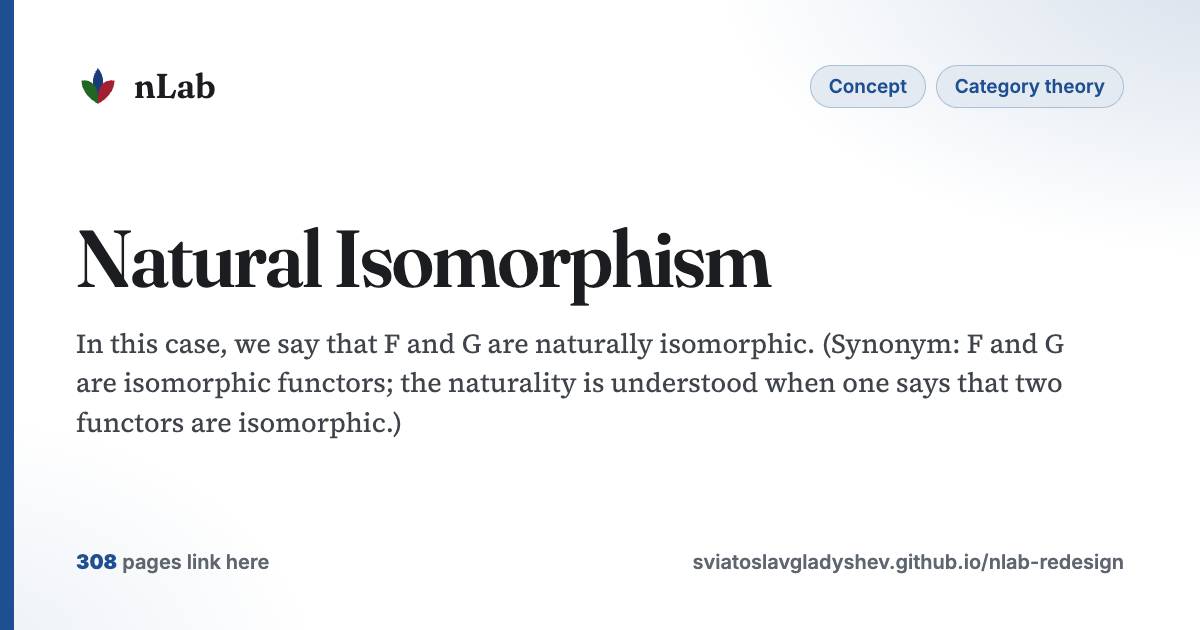 nLab
Concept
Category theory
Natural Isomorphism
In this case, we say that F and G are naturally isomorphic. (Synonym: F and G
are isomorphic functors; the naturality is understood when one says that two
functors are isomorphic.)
308 pages link here
sviatoslavgladyshev.github.io/nlab-redesign